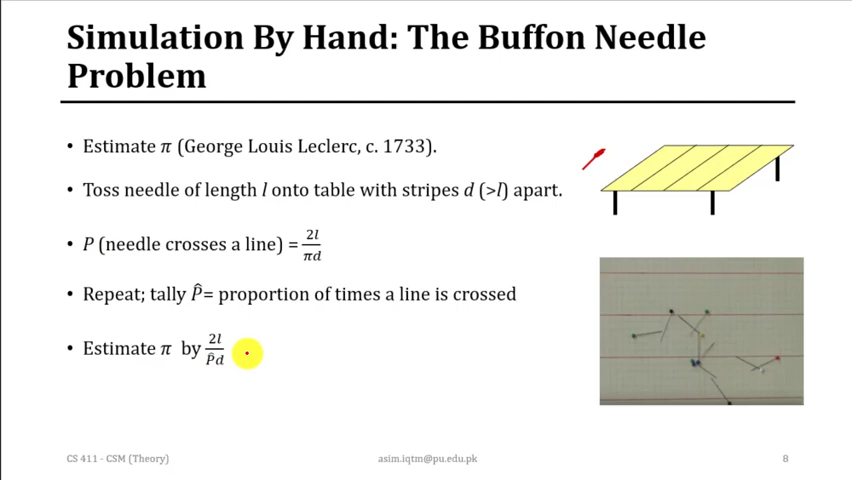 Simulation By Hand: The Buffon Needle
Problem
• Estimate π (George Louis Leclerc, c. 1733).
• Toss needle of length l onto table with stripes d (>l) apart.
• P (needle crosses a line) = 2l/πd
• Repeat; tally P̂= proportion of times a line is crossed
• Estimate π by 2l/P̂d
CS 411 - CSM (Theory)
asim.iqtm@pu.edu.pk
8